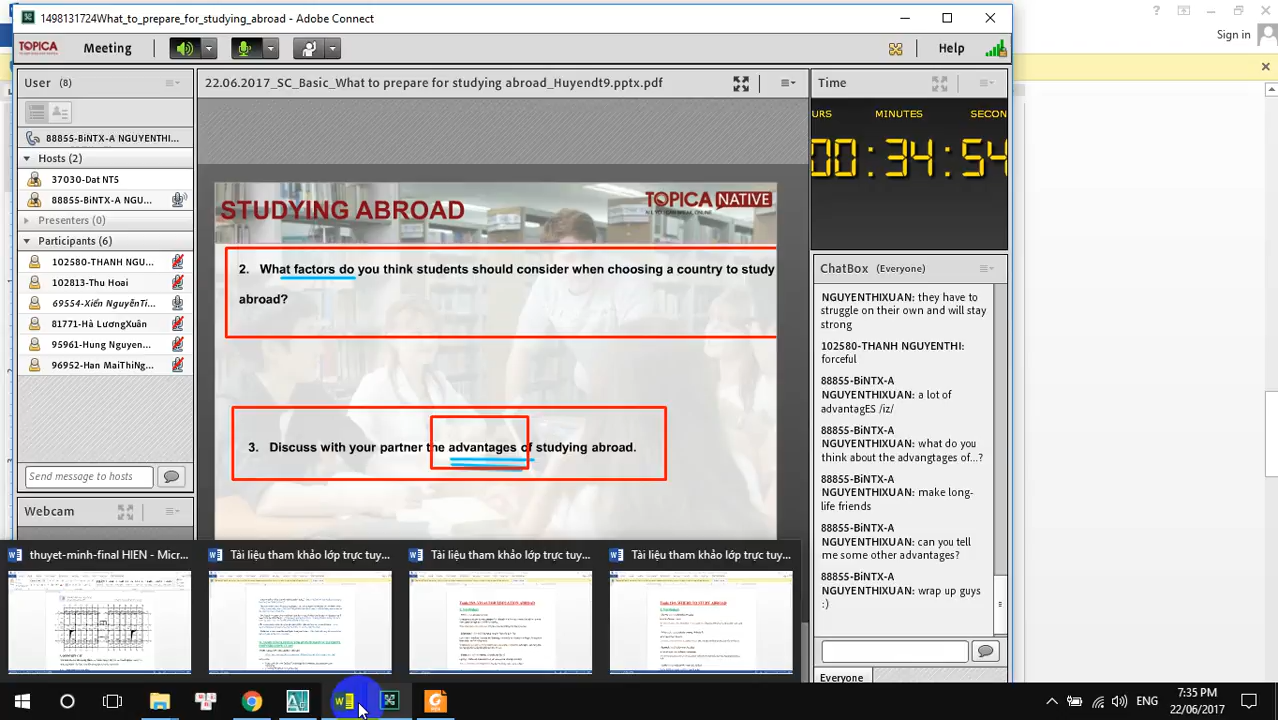 1498131724What_to_prepare_for_studying_abroad - Adobe Connect
Sign in
TOPICA
Meeting
Help
User (8)
88855-BiNTX-A NGUYENTHI...
Hosts (2)
37030-Dat NT5
88855-BiNTX-A NGU...
Presenters (0)
Participants (6)
102580-THANH NGU...
102813-Thu Hoai
69554-Xiến NguyễnTi...
81771-Hà LươngXuân
95961-Hung Nguyen...
96952-Han MaiThiNg...
Send message to hosts
Webcam
22.06.2017_SC_Basic_What to prepare for studying abroad_Huyendt9.pptx.pdf
STUDYING ABROAD
TOPICA NATIVE
2. What factors do you think students should consider when choosing a country to study
abroad?
3. Discuss with your partner the advantages of studying abroad.
Time
URS MINUTES SECON
00:34:54
ChatBox (Everyone)
NGUYENTHIXUAN: they have to
struggle on their own and will stay
strong
102580-THANH NGUYENTHI:
forceful
88855-BiNTX-A
NGUYENTHIXUAN: a lot of
advantagES /iz/
88855-BiNTX-A
NGUYENTHIXUAN: what do you
think about the advangtages of...?
88855-BiNTX-A
NGUYENTHIXUAN: make long-
life friends
88855-BiNTX-A
NGUYENTHIXUAN: can you tell
me some other advantages?
88855-BiNTX-A
NGUYENTHIXUAN: wrap up guys
:)
Everyone
thuyet-minh-final HIEN - Micr...
Tài liệu tham khảo lớp trực tuy...
Tài liệu tham khảo lớp trực tuy...
Tài liệu tham khảo lớp trực tuy...
ENG
7:35 PM
22/06/2017